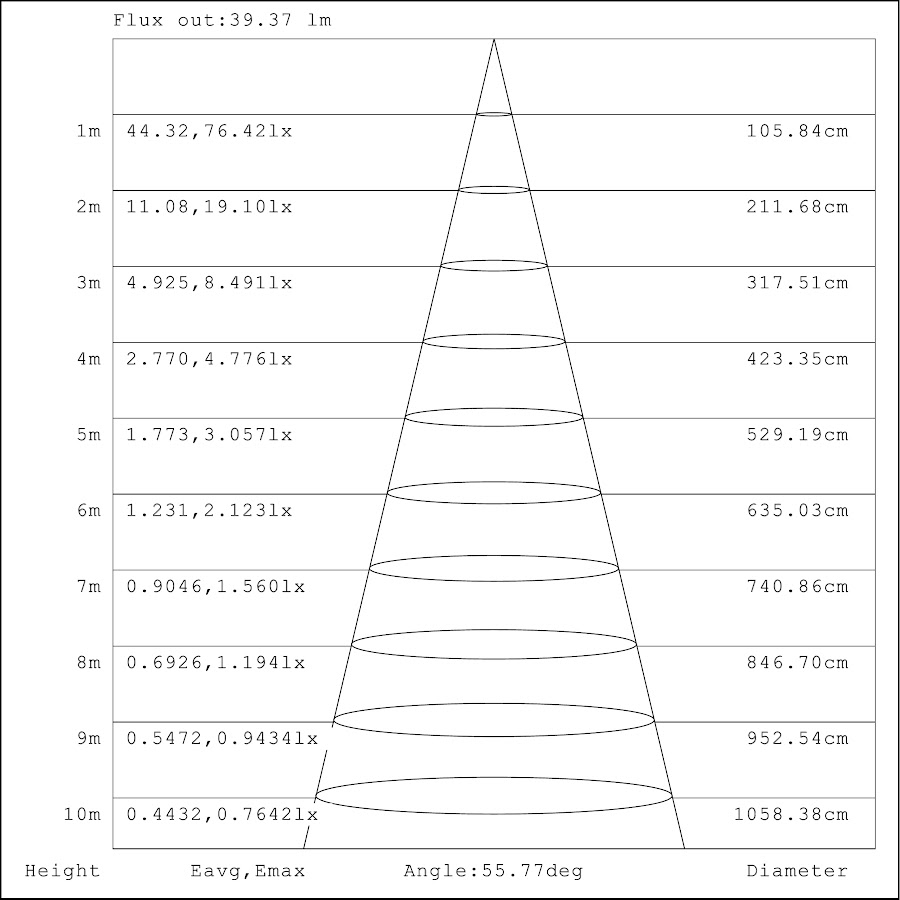 Flux out:39.37 lm
1m 44.32,76.42lx 105.84cm
2m 11.08,19.10lx 211.68cm
3m 4.925,8.491lx 317.51cm
4m 2.770,4.776lx 423.35cm
5m 1.773,3.057lx 529.19cm
6m 1.231,2.123lx 635.03cm
7m 0.9046,1.560lx 740.86cm
8m 0.6926,1.194lx 846.70cm
9m 0.5472,0.9434lx 952.54cm
10m 0.4432,0.7642lx 1058.38cm
Height Eavg,Emax Angle:55.77deg Diameter